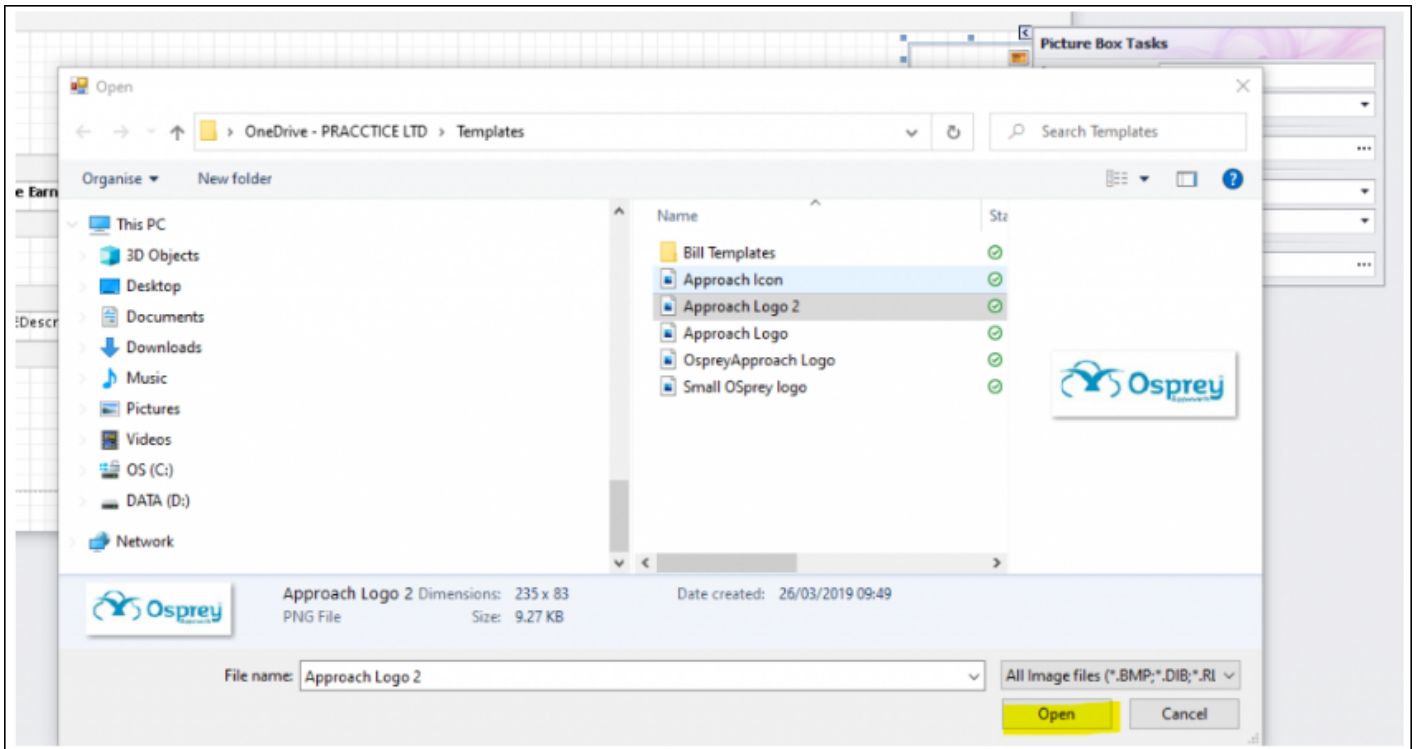 Picture Box Tasks
Open
OneDrive - PRACCTICE LTD > Templates
Search Templates
Organise
New folder
e Earn
This PC
3D Objects
Desktop
Documents
Downloads
Music
Pictures
Videos
OS (C:)
DATA (D:)
Network
EDescr
Name
Sta
Bill Templates
Approach Icon
Approach Logo 2
Approach Logo
OspreyApproach Logo
Small OSprey logo
Osprey
Approach
Osprey
Approach
Approach Logo 2 Dimensions: 235 x 83
Date created: 26/03/2019 09:49
PNG File
Size: 9.27 KB
File name: Approach Logo 2
All Image files (*.BMP;*.DIB;*.RL
Open
Cancel